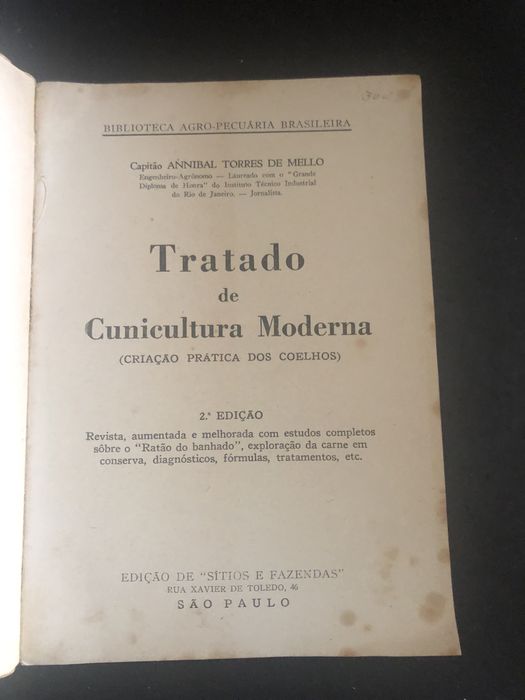 BIBLIOTECA AGRO-PECUÁRIA BRASILEIRA
Capitão ANNIBAL TORRES DE MELLO
Engenheiro-Agrônomo — Laureado com o "Grande
Diploma de Honra" do Instituto Técnico Industrial
do Rio de Janeiro. — Jornalista.
Tratado
de
Cunicultura Moderna
(CRIAÇÃO PRÁTICA DOS COELHOS)
2.ª EDIÇÃO
Revista, aumentada e melhorada com estudos completos
sôbre o "Ratão do banhado", exploração da carne em
conserva, diagnósticos, fórmulas, tratamentos, etc.
EDIÇÃO DE "SÍTIOS E FAZENDAS"
RUA XAVIER DE TOLEDO, 46
SÃO PAULO